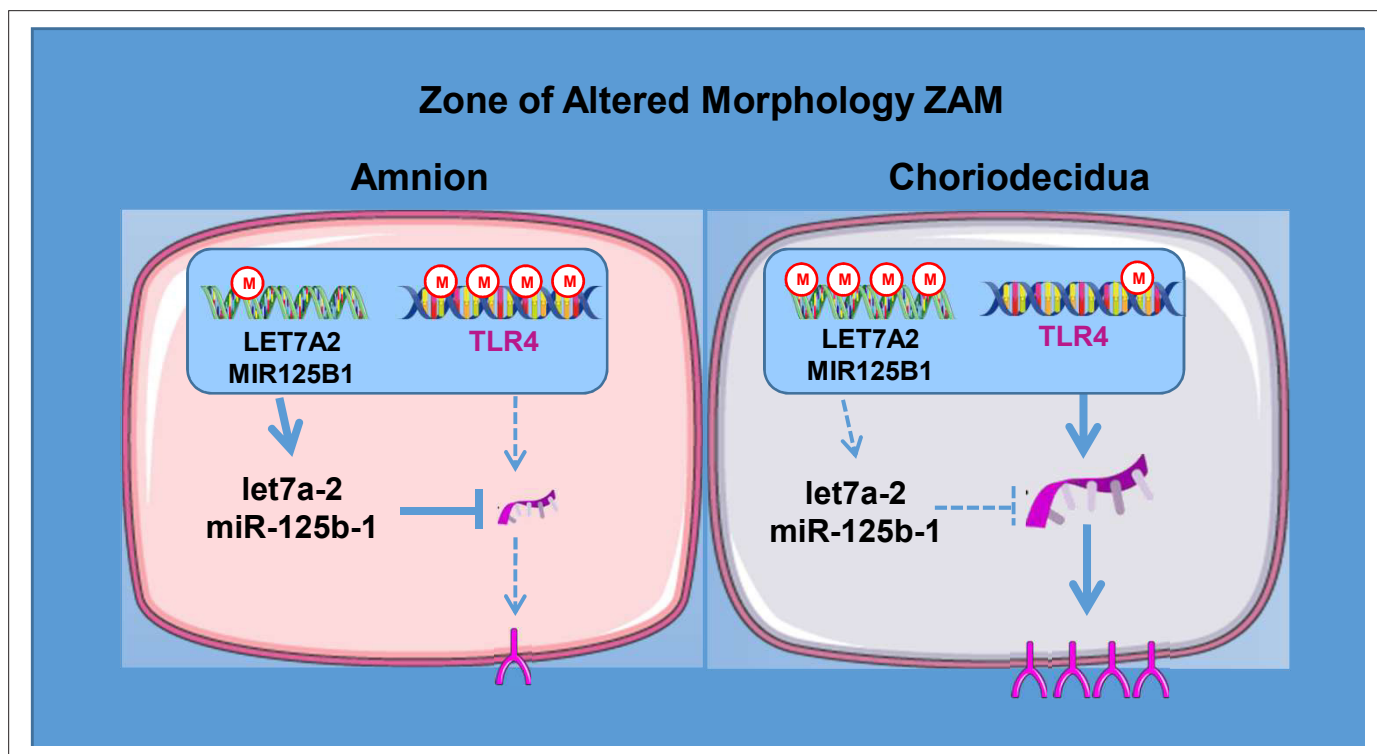 Zone of Altered Morphology ZAM
Amnion
M
M M M M
LET7A2
MIR125B1
TLR4
let7a-2
miR-125b-1
Choriodecidua
M M M M
M
LET7A2
MIR125B1
TLR4
let7a-2
miR-125b-1